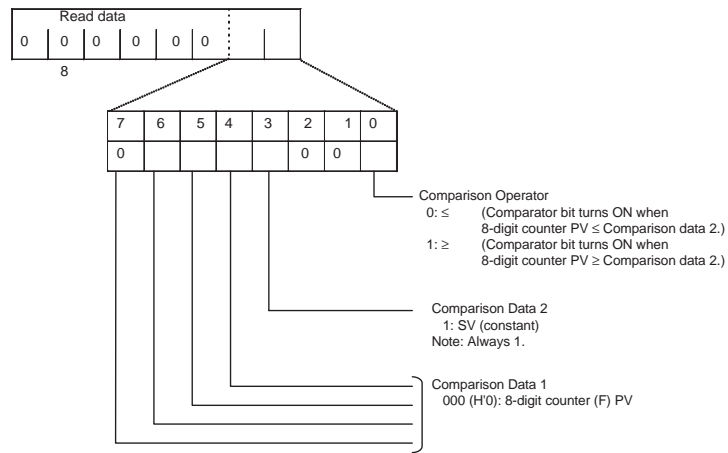 Read data
0 0 0 0 0 0
8
7 6 5 4 3 2 1 0
0 0 0
Comparison Operator
0: ≤ (Comparator bit turns ON when
8-digit counter PV ≤ Comparison data 2.)
1: ≥ (Comparator bit turns ON when
8-digit counter PV ≥ Comparison data 2.)
Comparison Data 2
1: SV (constant)
Note: Always 1.
Comparison Data 1
000 (H'0): 8-digit counter (F) PV